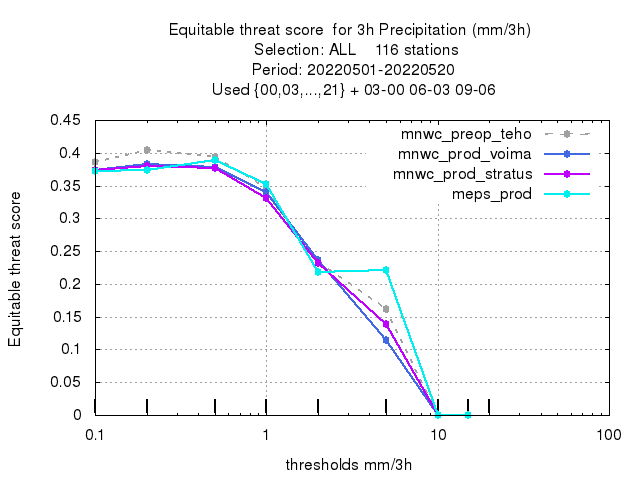 Equitable threat score  for 3h Precipitation (mm/3h)
Selection: ALL    116 stations
Period: 20220501-20220520
Used {00,03,...,21} + 03-00 06-03 09-06
0.45
0.4
0.35
0.3
0.25
0.2
0.15
0.1
0.05
0
Equitable threat score
mnwc_preop_teho
mnwc_prod_voima
mnwc_prod_stratus
meps_prod
0.1
1
10
100
thresholds mm/3h